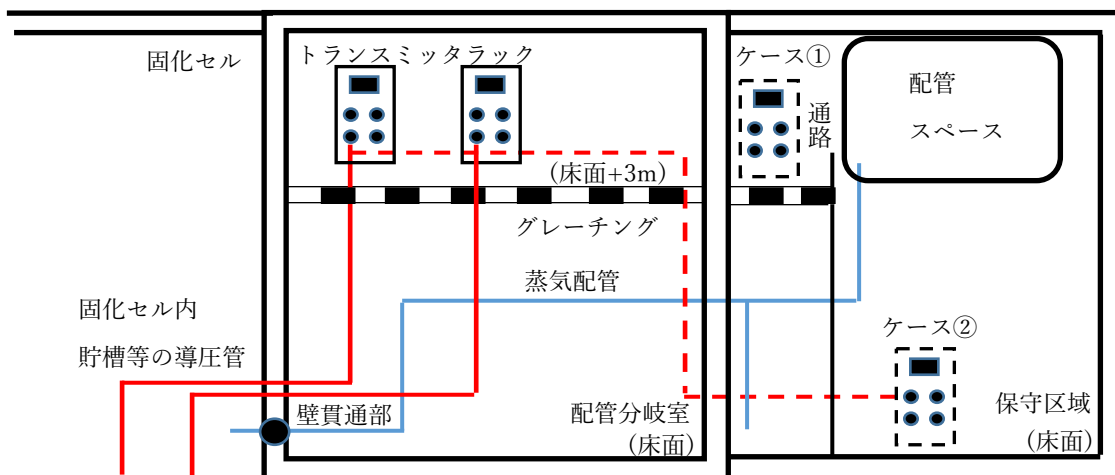 固化セル
トランスミッタラック
ケース①
通路
配管
スペース
(床面+3m)
グレーチング
蒸気配管
固化セル内
貯槽等の導圧管
ケース②
壁貫通部
配管分岐室
(床面)
保守区域
(床面)